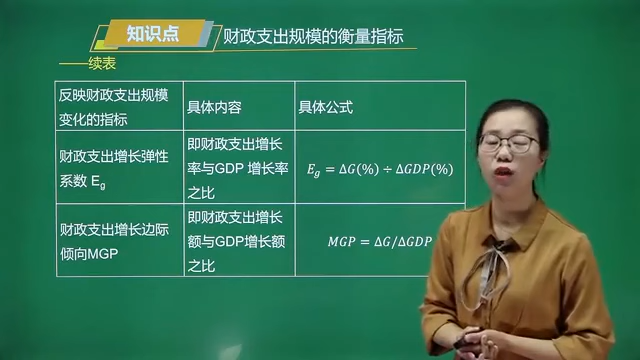 知识点
财政支出规模的衡量指标
——续表
反映财政支出规模
变化的指标
具体内容
具体公式
财政支出增长弹性
系数 Eg
即财政支出增长
率与GDP 增长率
之比
Eg = ΔG(%) ÷ ΔGDP(%)
财政支出增长边际
倾向MGP
即财政支出增长
额与GDP增长额
之比
MGP = ΔG/ΔGDP